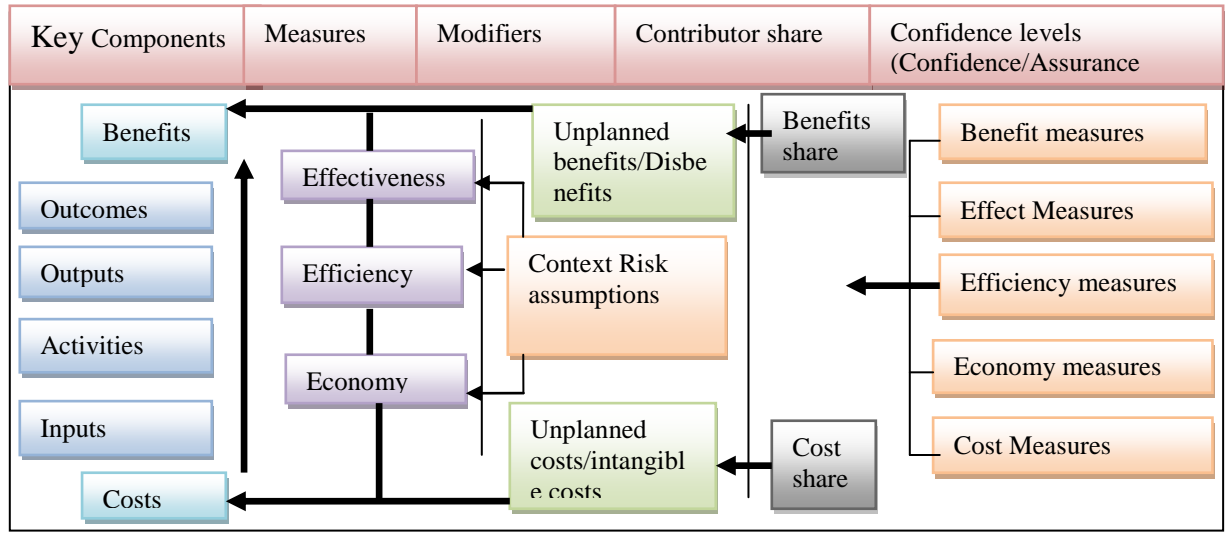 Key Components
Measures
Modifiers
Contributor share
Confidence levels
(Confidence/Assurance
Benefits
Outcomes
Outputs
Activities
Inputs
Costs
Effectiveness
Efficiency
Economy
Unplanned
benefits/Disbe
nefits
Context Risk
assumptions
Unplanned
costs/intangibl
e costs
Benefits
share
Cost
share
Benefit measures
Effect Measures
Efficiency measures
Economy measures
Cost Measures